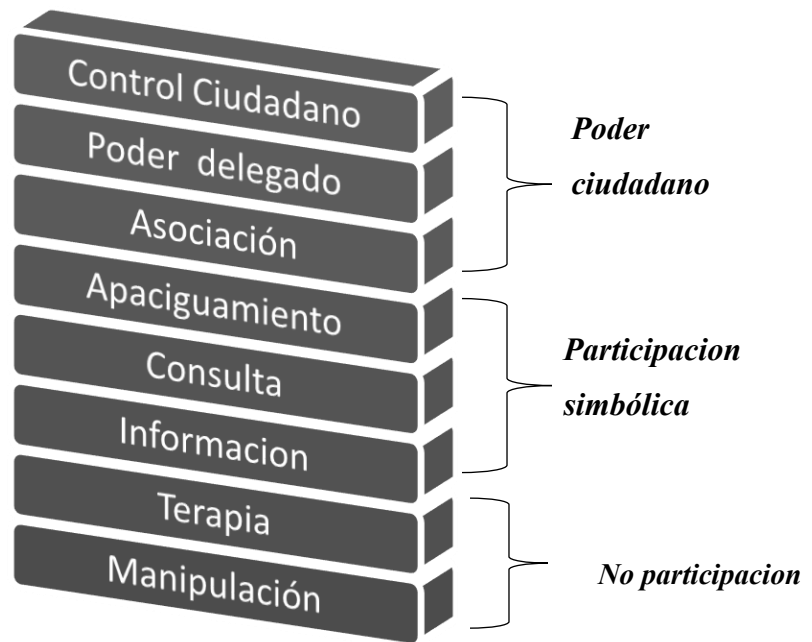 Control Ciudadano
Poder delegado
Asociación
Apaciguamiento
Consulta
Informacion
Terapia
Manipulación
Poder
ciudadano
Participacion
simbólica
No participacion